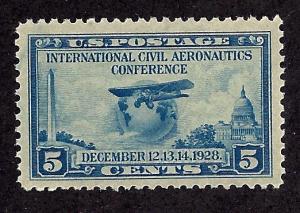 U.S. POSTAGE
INTERNATIONAL CIVIL AERONAUTICS
CONFERENCE
DECEMBER 12,13,14,1928.
5 CENTS 5